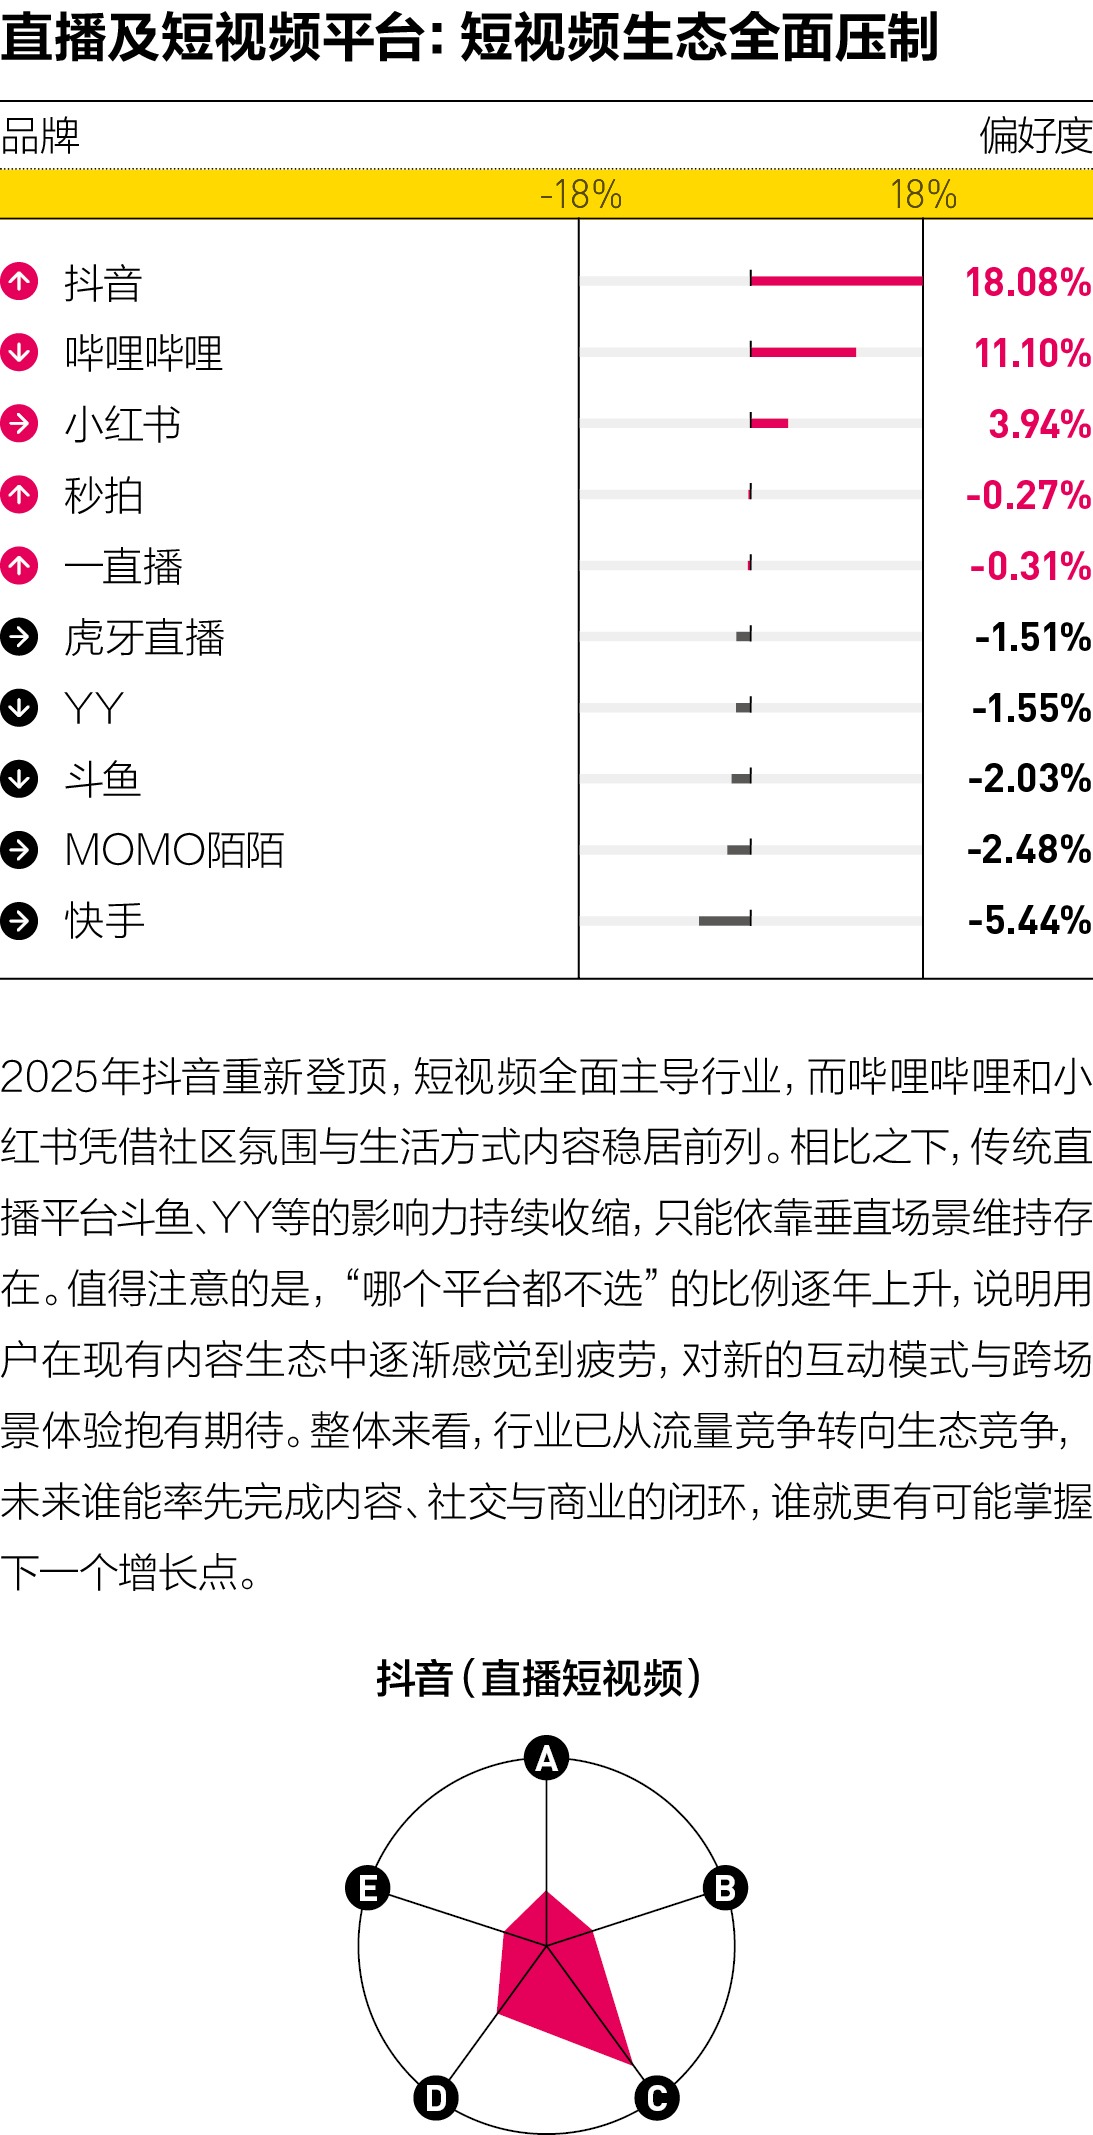 直播及短视频平台：短视频生态全面压制
品牌 偏好度
-18% 18%
抖音 18.08%
哔哩哔哩 11.10%
小红书 3.94%
秒拍 -0.27%
一直播 -0.31%
虎牙直播 -1.51%
YY -1.55%
斗鱼 -2.03%
MOMO陌陌 -2.48%
快手 -5.44%
2025年抖音重新登顶，短视频全面主导行业，而哔哩哔哩和小
红书凭借社区氛围与生活方式内容稳居前列。相比之下，传统直
播平台斗鱼、YY等的影响力持续收缩，只能依靠垂直场景维持存
在。值得注意的是，“哪个平台都不选”的比例逐年上升，说明用
户在现有内容生态中逐渐感觉到疲劳，对新的互动模式与跨场
景体验抱有期待。整体来看，行业已从流量竞争转向生态竞争，
未来谁能率先完成内容、社交与商业的闭环，谁就更有可能掌握
下一个增长点。
抖音（直播短视频）
A
E B
D C